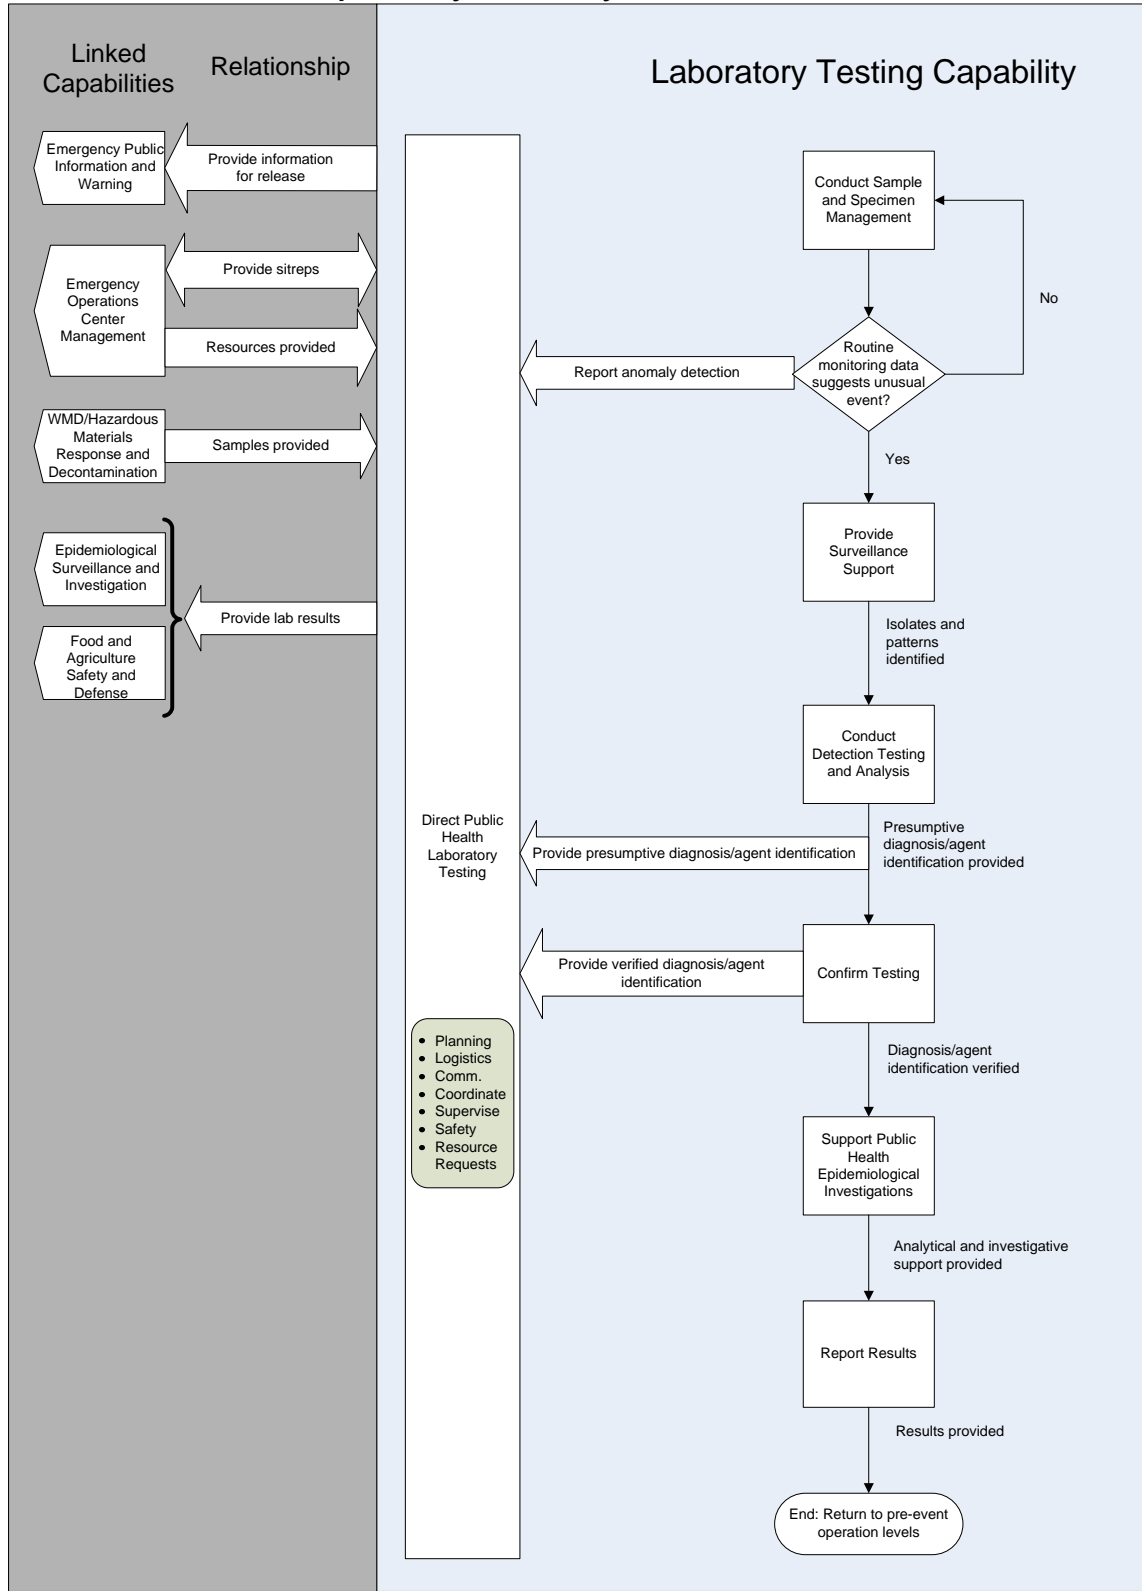 Linked
Capabilities
Relationship
Laboratory Testing Capability
Emergency Public
Information and
Warning
Provide information
for release
Emergency
Operations
Center
Management
Provide sitreps
Resources provided
WMD/Hazardous
Materials
Response and
Decontamination
Samples provided
Epidemiological
Surveillance and
Investigation
Food and
Agriculture
Safety and
Defense
Provide lab results
Direct Public
Health
Laboratory
Testing
• Planning
• Logistics
• Comm.
• Coordinate
• Supervise
• Safety
• Resource
Requests
Conduct Sample
and Specimen
Management
No
Routine
monitoring data
suggests unusual
event?
Report anomaly detection
Yes
Provide
Surveillance
Support
Isolates and
patterns
identified
Conduct
Detection Testing
and Analysis
Presumptive
diagnosis/agent
identification provided
Provide presumptive diagnosis/agent identification
Confirm Testing
Provide verified diagnosis/agent
identification
Diagnosis/agent
identification verified
Support Public
Health
Epidemiological
Investigations
Analytical and investigative
support provided
Report Results
Results provided
End: Return to pre-event
operation levels